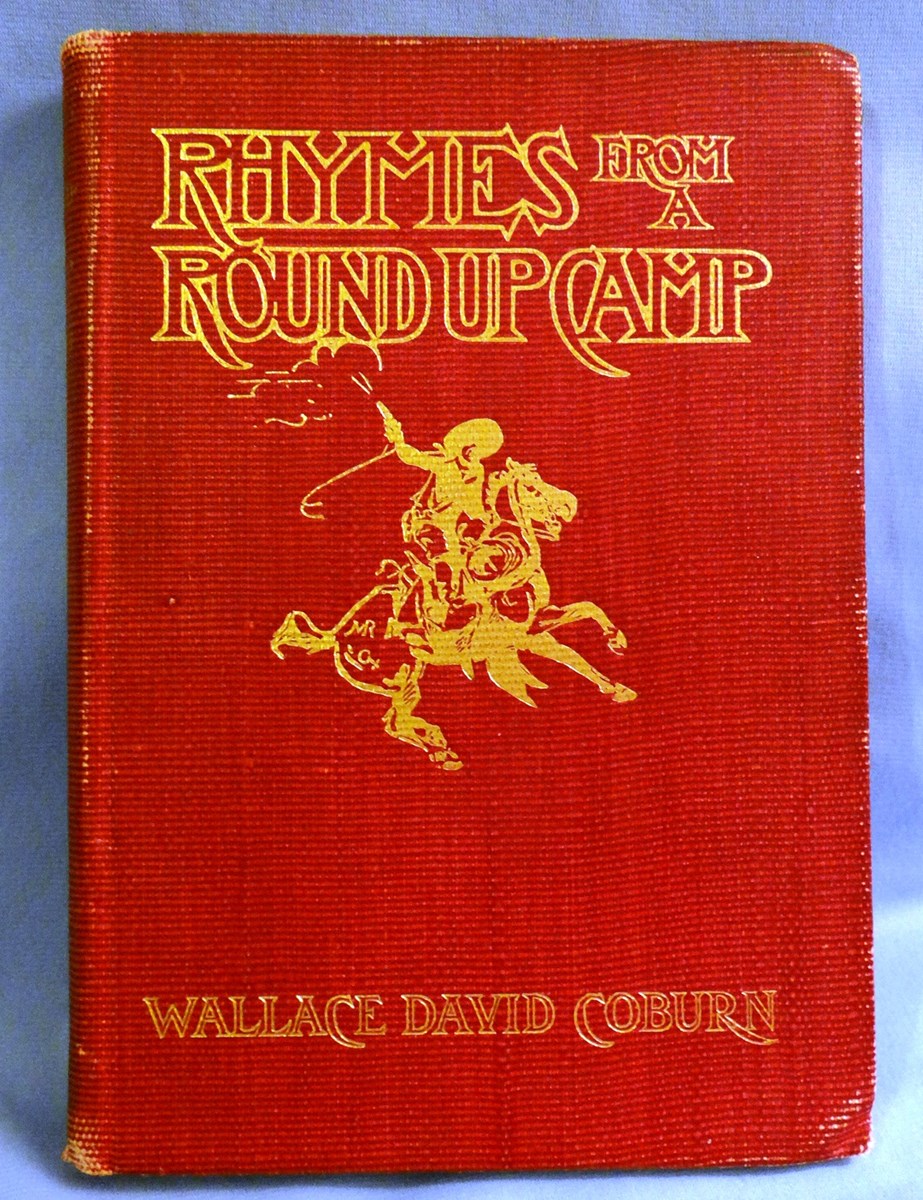 RHYMES FROM A
ROUND UP CAMP
WALLACE DAVID COBURN